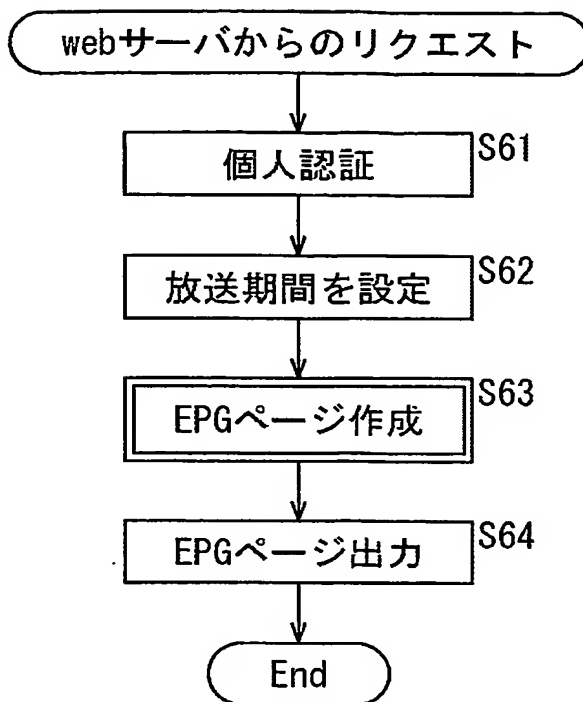 webサーバからのリクエスト
個人認証
S61
放送期間を設定
S62
EPGページ作成
S63
EPGページ出力
S64
End